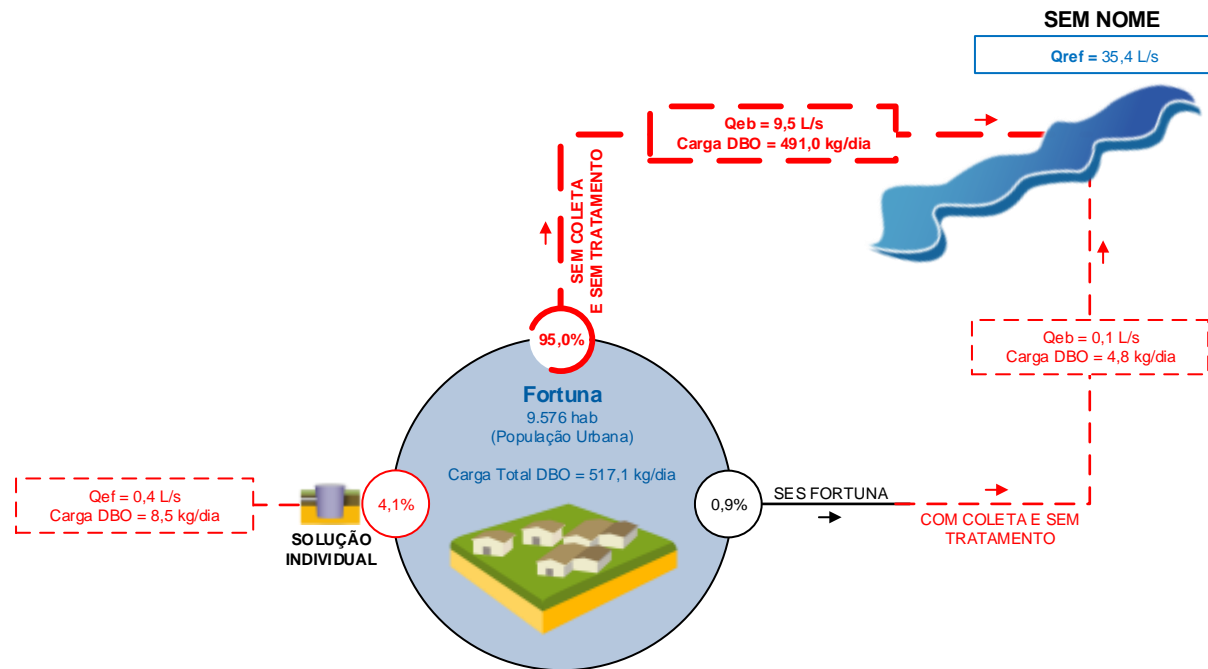 SEM NOME
Qref = 35,4 L/s
Qeb = 9,5 L/s
Carga DBO = 491,0 kg/dia
SEM COLETA
E SEM TRATAMENTO
95,0%
Qeb = 0,1 L/s
Carga DBO = 4,8 kg/dia
Fortuna
9.576 hab
(População Urbana)
Carga Total DBO = 517,1 kg/dia
Qef = 0,4 L/s
Carga DBO = 8,5 kg/dia
4,1%
SOLUÇÃO
INDIVIDUAL
0,9%
SES FORTUNA
COM COLETA E SEM
TRATAMENTO